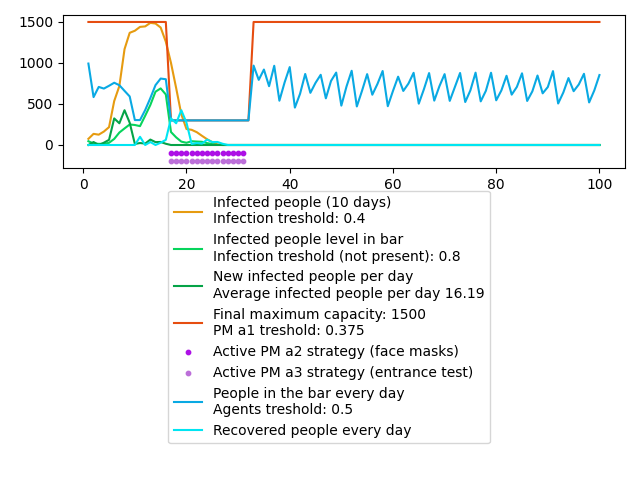 1500
1000
500
0
0 20 40 60 80 100
Infected people (10 days)
Infection treshold: 0.4
Infected people level in bar
Infection treshold (not present): 0.8
New infected people per day
Average infected people per day 16.19
Final maximum capacity: 1500
PM a1 treshold: 0.375
Active PM a2 strategy (face masks)
Active PM a3 strategy (entrance test)
People in the bar every day
Agents treshold: 0.5
Recovered people every day